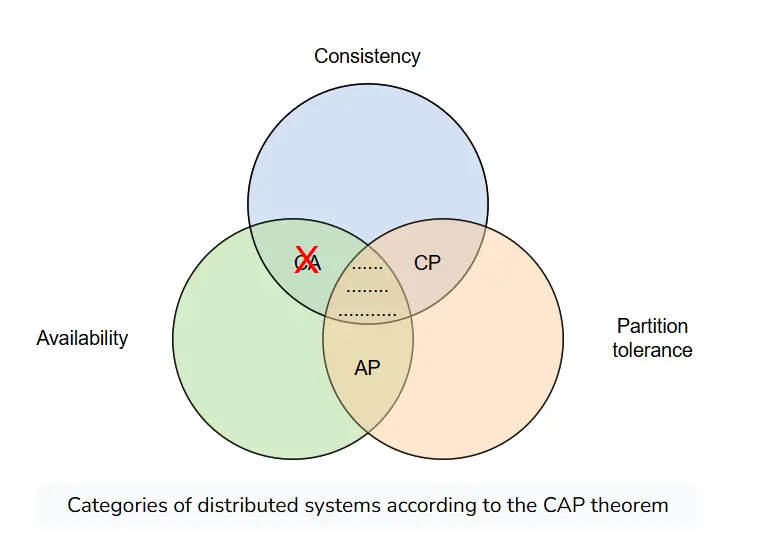 Consistency
CA
X
......
CP
........
...........
Availability
Partition
tolerance
AP
Categories of distributed systems according to the CAP theorem